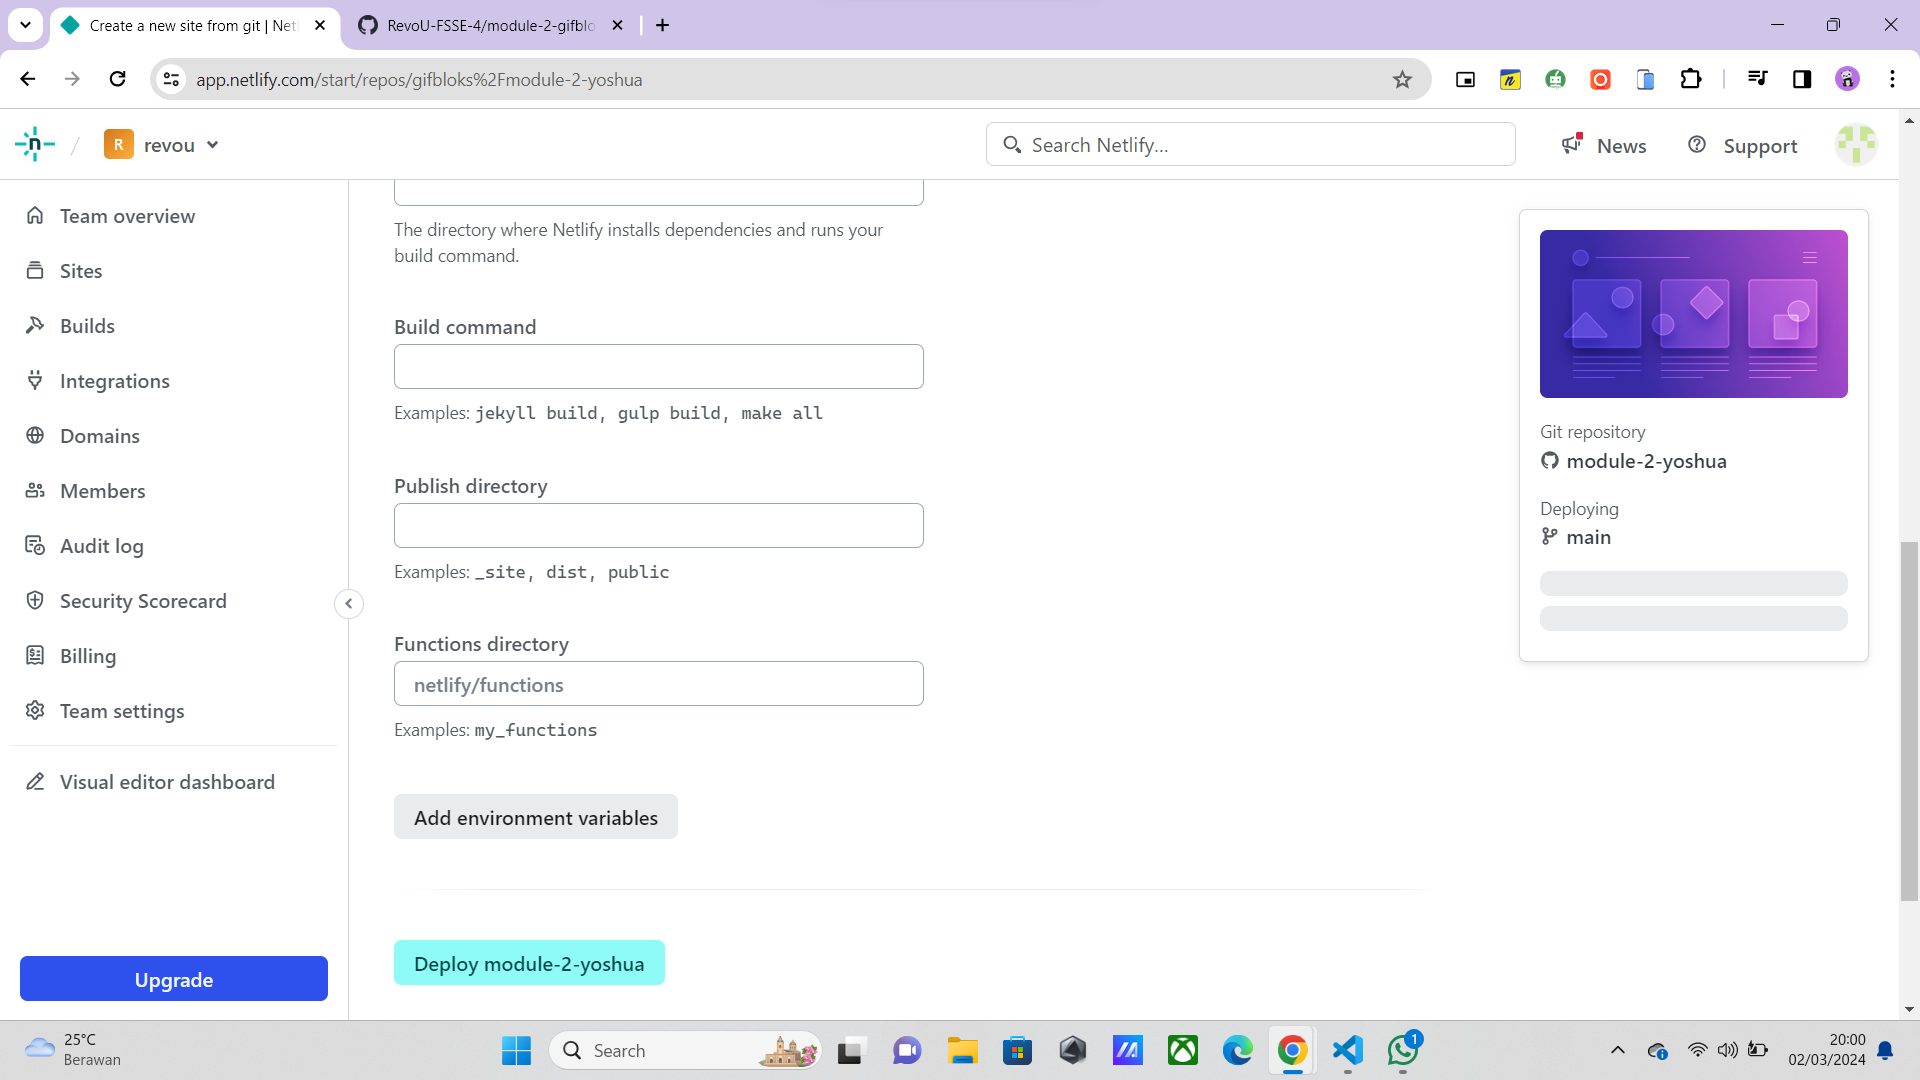 Create a new site from git | Netl
RevoU-FSSE-4/module-2-gifblo
app.netlify.com/start/repos/gifbloks%2Fmodule-2-yoshua
R revou
Search Netlify...
News
Support
Team overview
Sites
Builds
Integrations
Domains
Members
Audit log
Security Scorecard
Billing
Team settings
Visual editor dashboard
Upgrade
The directory where Netlify installs dependencies and runs your
build command.
Build command
Examples: jekyll build, gulp build, make all
Publish directory
Examples: _site, dist, public
Functions directory
netlify/functions
Examples: my_functions
Add environment variables
Deploy module-2-yoshua
Git repository
module-2-yoshua
Deploying
main
25°C
Berawan
Search
1
20:00
02/03/2024